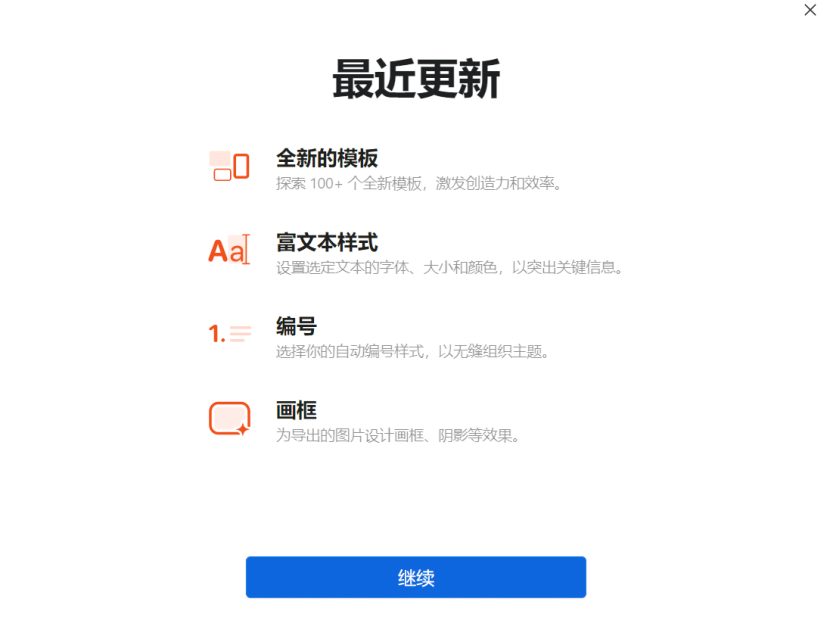 最近更新
全新的模板
探索 100+ 个全新模板，激发创造力和效率。
Aa
富文本样式
设置选定文本的字体、大小和颜色，以突出关键信息。
1.
编号
选择你的自动编号样式，以无缝组织主题。
画框
为导出的图片设计画框、阴影等效果。
继续